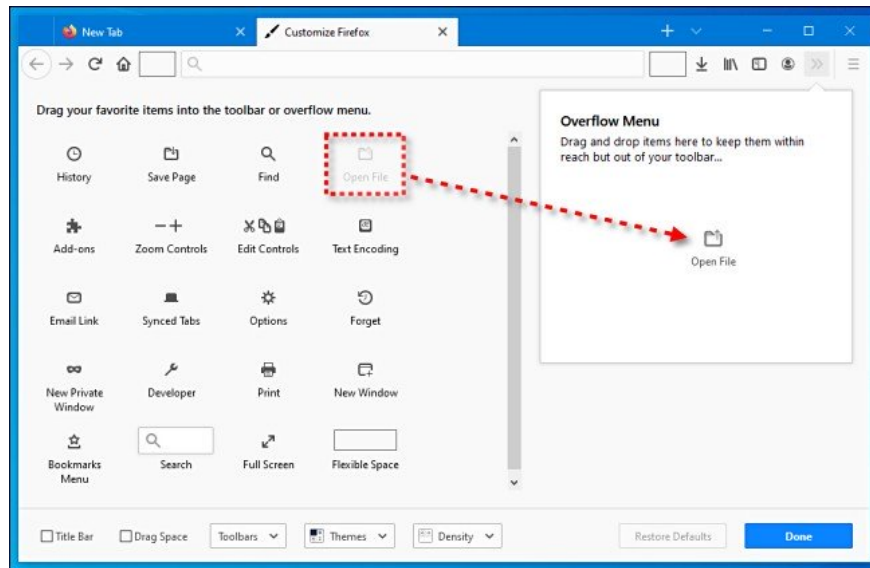 New Tab
Customize Firefox
Drag your favorite items into the toolbar or overflow menu.
Overflow Menu
Drag and drop items here to keep them within
reach but out of your toolbar...
Open File
History
Save Page
Find
Open File
Add-ons
Zoom Controls
Edit Controls
Text Encoding
Email Link
Synced Tabs
Options
Forget
New Private
Window
Developer
Print
New Window
Bookmarks
Menu
Search
Full Screen
Flexible Space
Title Bar
Drag Space
Toolbars
Themes
Density
Restore Defaults
Done